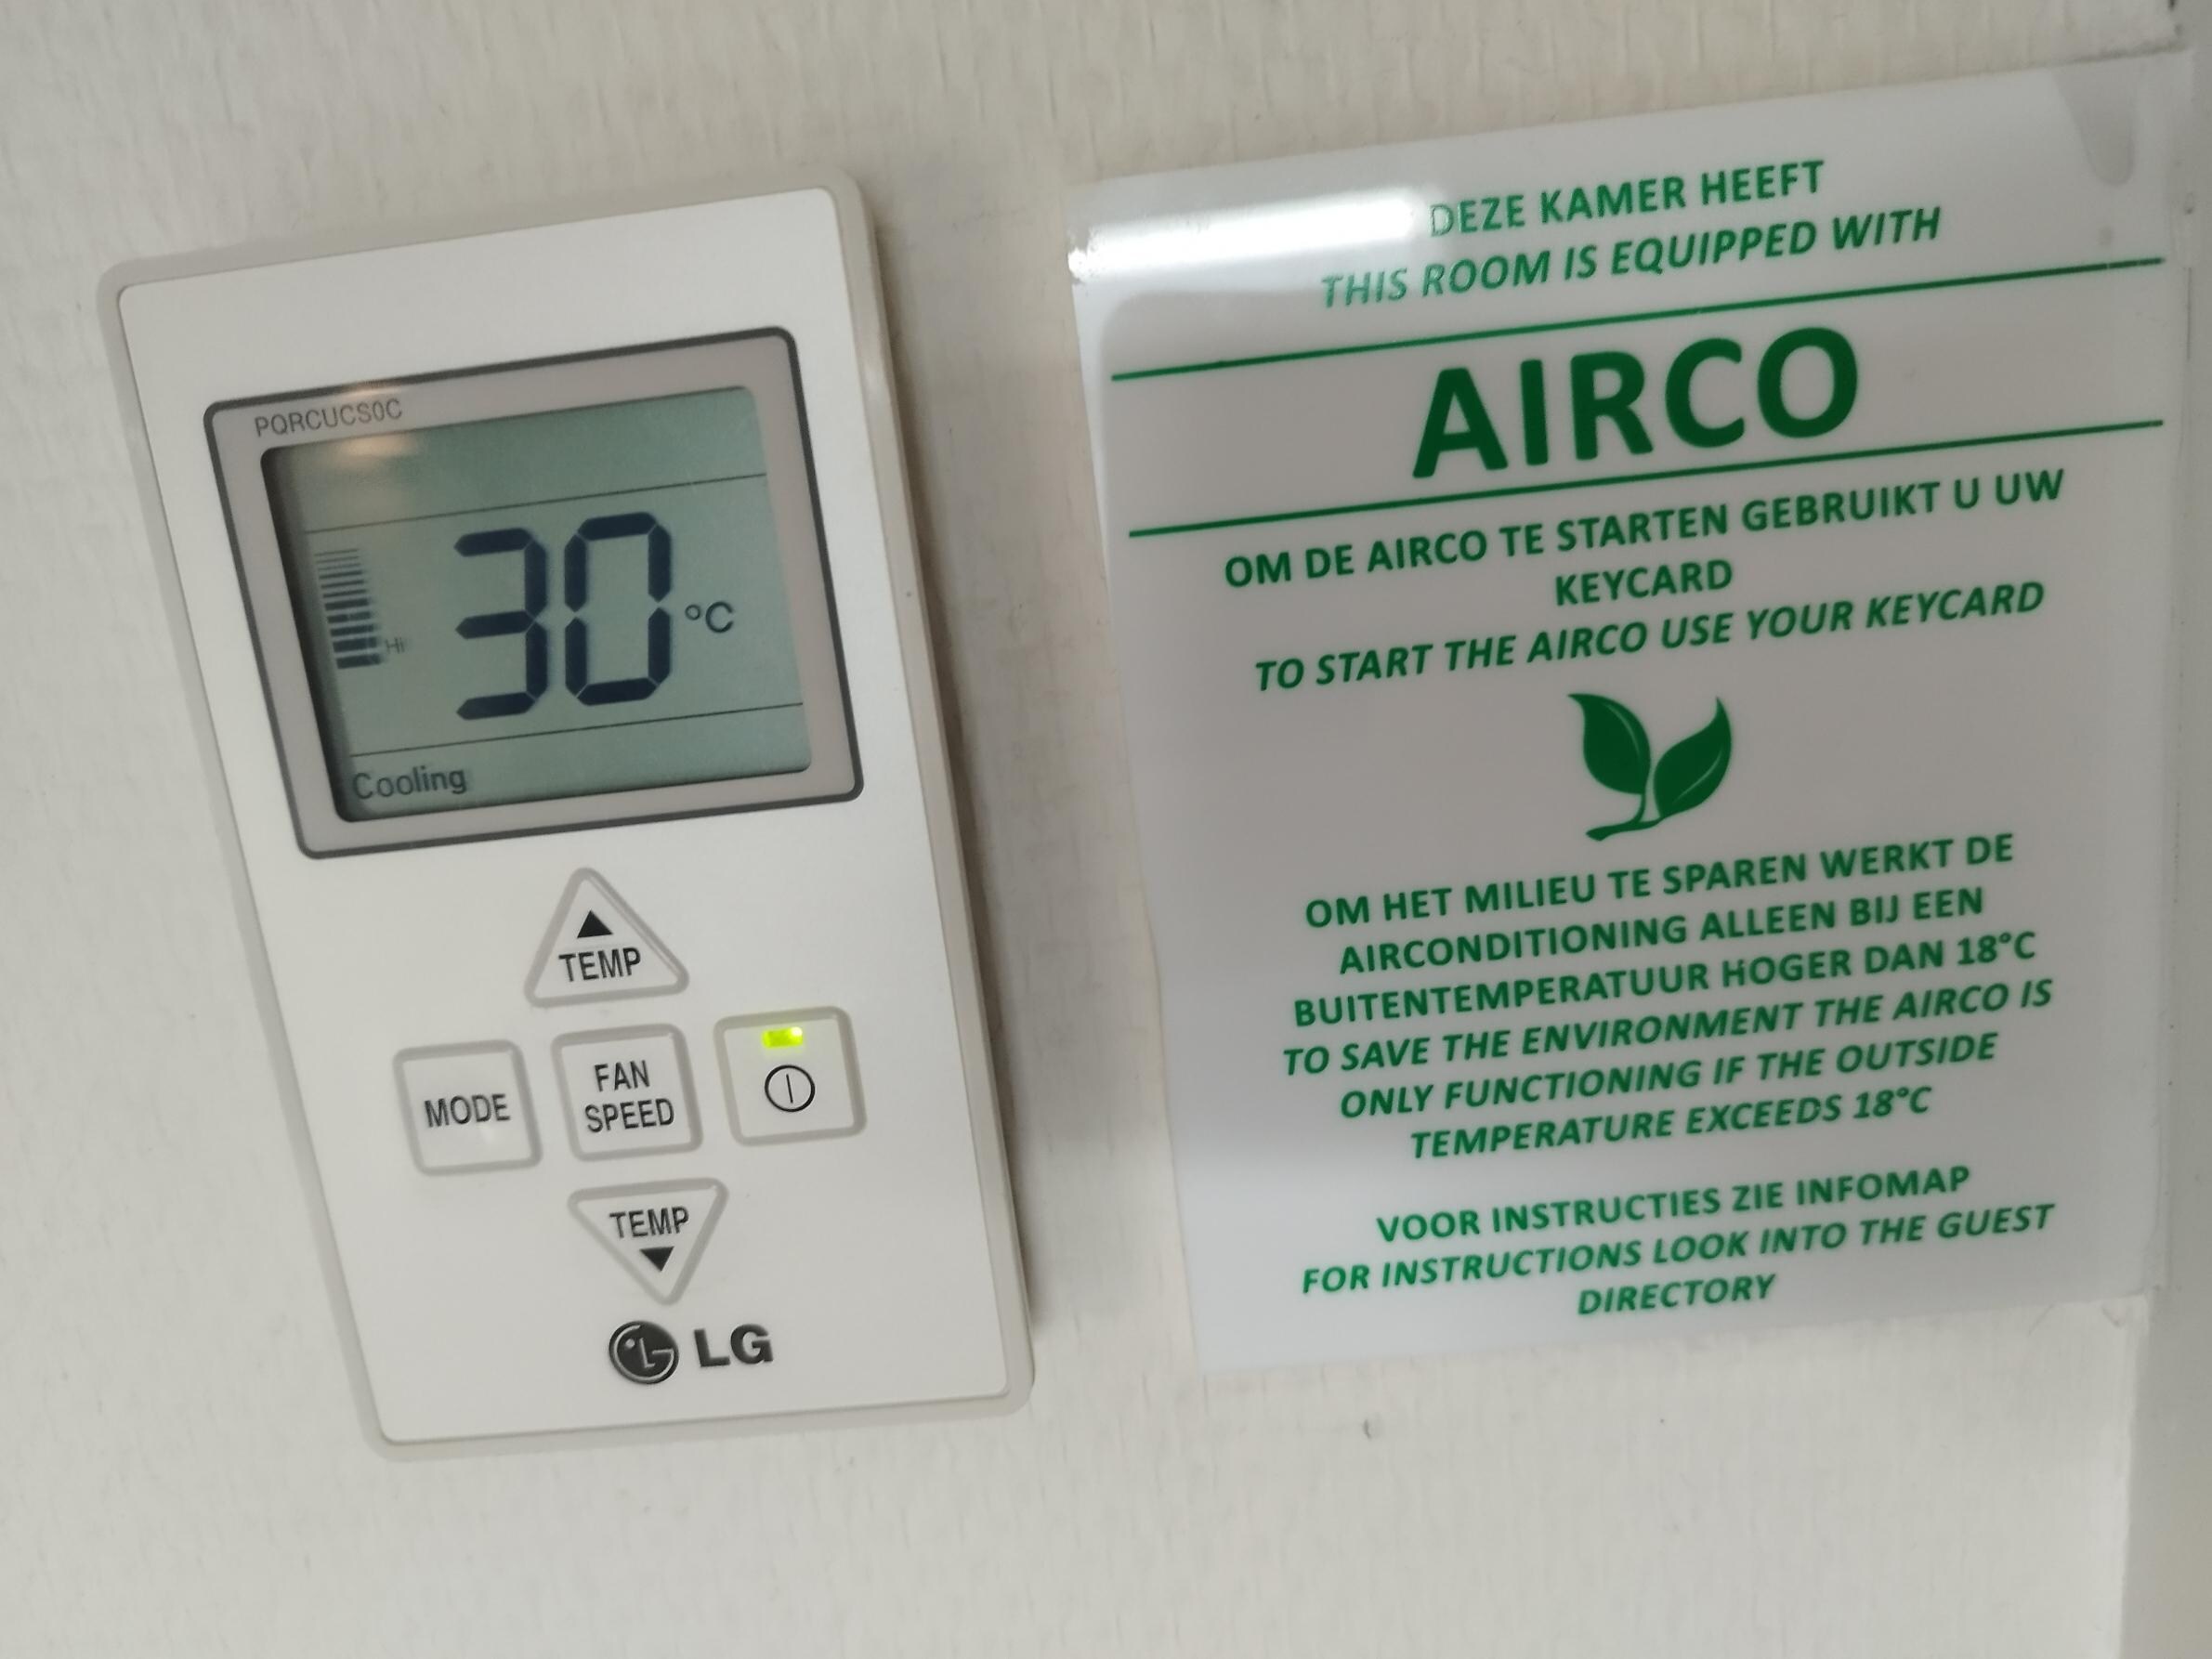 PQRCUCS0C
Hi
30 °C
Cooling
▲
TEMP
MODE
FAN
SPEED
TEMP
▼
LG
DEZE KAMER HEEFT
THIS ROOM IS EQUIPPED WITH
AIRCO
OM DE AIRCO TE STARTEN GEBRUIKT U UW
KEYCARD
TO START THE AIRCO USE YOUR KEYCARD
OM HET MILIEU TE SPAREN WERKT DE
AIRCONDITIONING ALLEEN BIJ EEN
BUITENTEMPERATUUR HOGER DAN 18°C
TO SAVE THE ENVIRONMENT THE AIRCO IS
ONLY FUNCTIONING IF THE OUTSIDE
TEMPERATURE EXCEEDS 18°C
VOOR INSTRUCTIES ZIE INFOMAP
FOR INSTRUCTIONS LOOK INTO THE GUEST
DIRECTORY